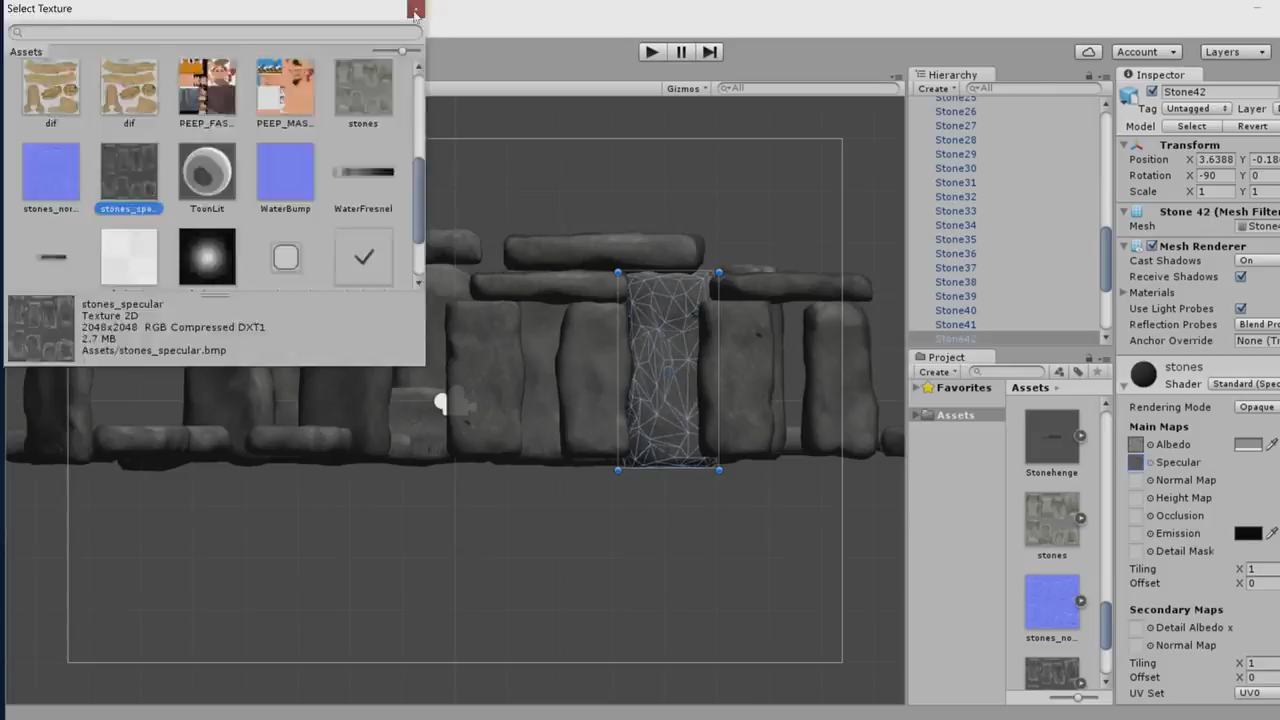 Select Texture
Assets
dif
dif
PEEP_FAS...
PEEP_MAS...
stones
stones_nor...
stones_spe...
ToonLit
WaterBump
WaterFresnel
stones_specular
Texture 2D
2048x2048 RGB Compressed DXT1
2.7 MB
Assets/stones_specular.bmp
Account
Layers
Gizmos
All
Hierarchy
Create
All
Stone25
Stone26
Stone27
Stone28
Stone29
Stone30
Stone31
Stone32
Stone33
Stone34
Stone35
Stone36
Stone37
Stone38
Stone39
Stone40
Stone41
Stone42
Project
Create
Favorites
Assets
Assets
Stonehenge
stones
stones_no...
Inspector
Stone42
Tag Untagged Layer
Model Select Revert
Transform
Position X 3.6388 Y -0.18
Rotation X -90 Y 0
Scale X 1 Y 1
Stone 42 (Mesh Filter
Mesh Stone4
Mesh Renderer
Cast Shadows On
Receive Shadows
Materials
Use Light Probes
Reflection Probes Blend Pro
Anchor Override None (Tr
stones
Shader Standard (Spec
Rendering Mode Opaque
Main Maps
Albedo
Specular
Normal Map
Height Map
Occlusion
Emission
Detail Mask
Tiling X 1
Offset X 0
Secondary Maps
Detail Albedo x
Normal Map
Tiling X 1
Offset X 0
UV Set UV0